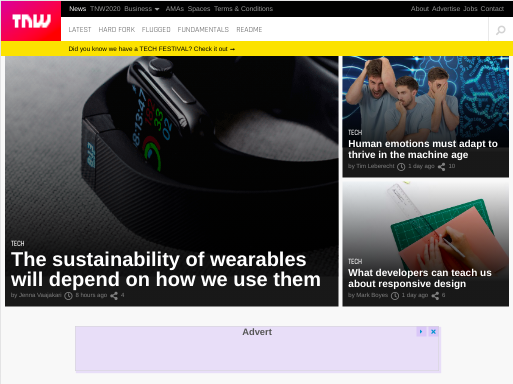 TNW
News TNW2020 Business AMAs Spaces Terms & Conditions
About Advertise Jobs Contact
LATEST HARD FORK PLUGGED FUNDAMENTALS README
Did you know we have a TECH FESTIVAL? Check it out →
TECH
The sustainability of wearables
will depend on how we use them
by Jenna Vaajakari 8 hours ago 4
TECH
Human emotions must adapt to
thrive in the machine age
by Tim Leberecht 1 day ago 10
TECH
What developers can teach us
about responsive design
by Mark Boyes 1 day ago 6
Advert